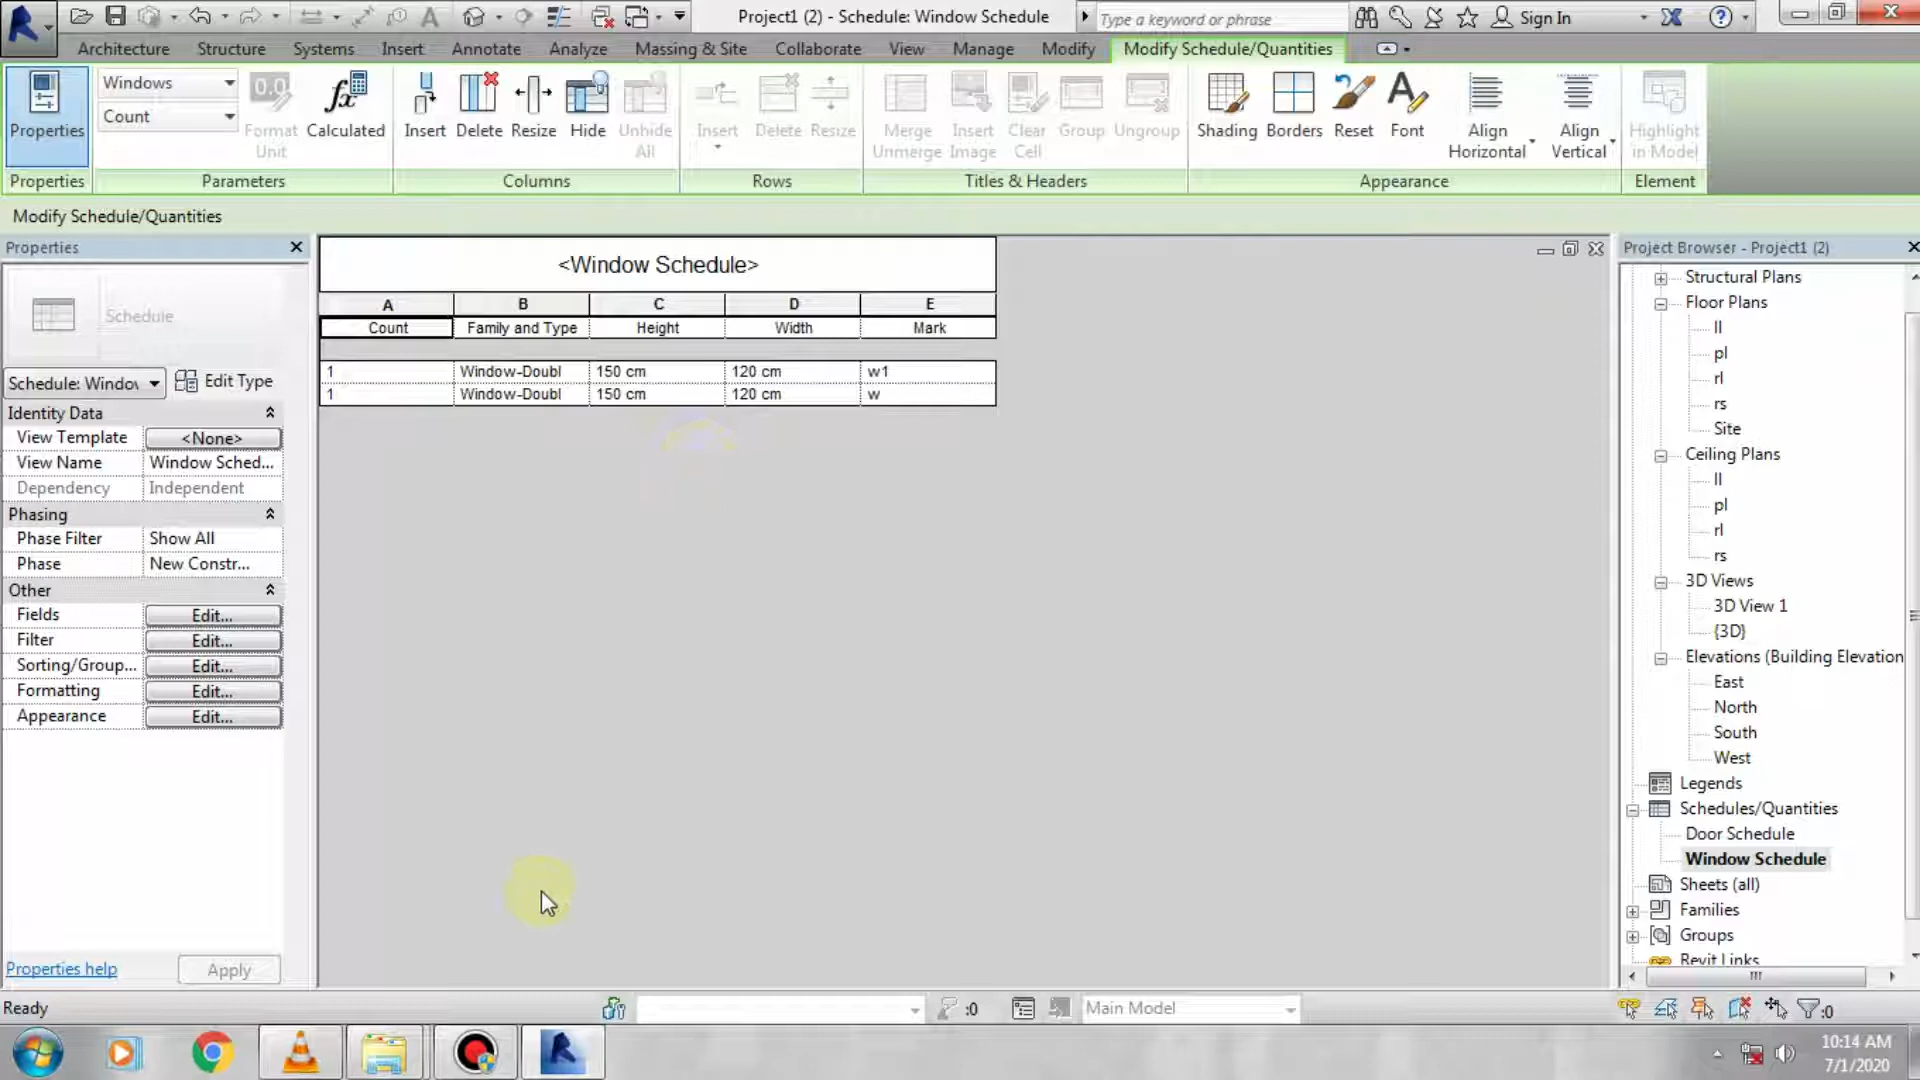 Project1 (2) - Schedule: Window Schedule
Type a keyword or phrase
Sign In
Architecture Structure Systems Insert Annotate Analyze Massing & Site Collaborate View Manage Modify Modify Schedule/Quantities
Properties
Windows
Count
Format Unit
Calculated
Insert Delete Resize Hide Unhide All
Insert Delete Resize
Merge Unmerge
Insert Image
Clear Cell
Group Ungroup
Shading Borders Reset Font
Align Horizontal
Align Vertical
Highlight in Model
Properties Parameters Columns Rows Titles & Headers Appearance Element
Modify Schedule/Quantities
Properties
Schedule
Schedule: Windov
Edit Type
Identity Data
View Template <None>
View Name Window Sched...
Dependency Independent
Phasing
Phase Filter Show All
Phase New Constr...
Other
Fields Edit...
Filter Edit...
Sorting/Group... Edit...
Formatting Edit...
Appearance Edit...
Properties help
Apply
<Window Schedule>
A B C D E
Count Family and Type Height Width Mark
1 Window-Doubl 150 cm 120 cm w1
1 Window-Doubl 150 cm 120 cm w
Project Browser - Project1 (2)
Structural Plans
Floor Plans
ll
pl
rl
rs
Site
Ceiling Plans
ll
pl
rl
rs
3D Views
3D View 1
{3D}
Elevations (Building Elevation
East
North
South
West
Legends
Schedules/Quantities
Door Schedule
Window Schedule
Sheets (all)
Families
Groups
Revit Links
Ready
:0
Main Model
:0
10:14 AM
7/1/2020